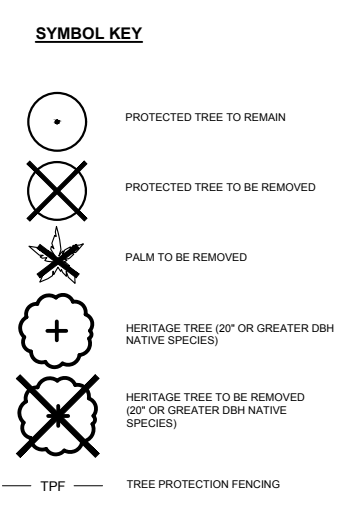 SYMBOL KEY
PROTECTED TREE TO REMAIN
PROTECTED TREE TO BE REMOVED
PALM TO BE REMOVED
HERITAGE TREE (20" OR GREATER DBH
NATIVE SPECIES)
HERITAGE TREE TO BE REMOVED
(20" OR GREATER DBH NATIVE
SPECIES)
TPF TREE PROTECTION FENCING